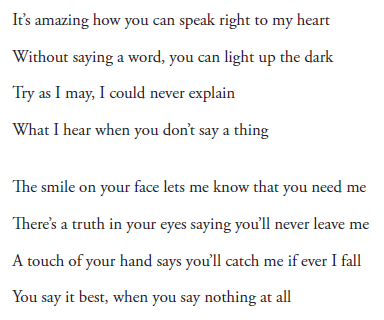 It's amazing how you can speak right to my heart
Without saying a word, you can light up the dark
Try as I may, I could never explain
What I hear when you don't say a thing

The smile on your face lets me know that you need me
There's a truth in your eyes saying you'll never leave me
A touch of your hand says you'll catch me if ever I fall
You say it best, when you say nothing at all